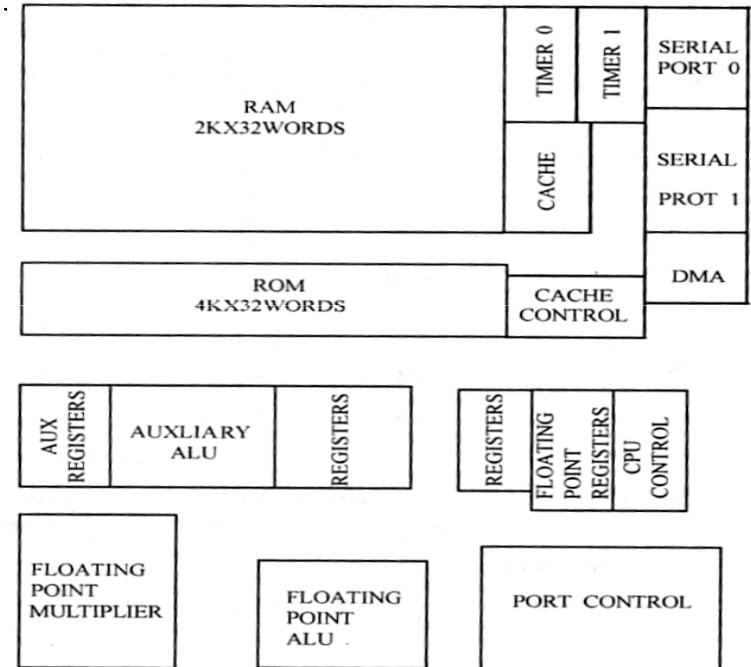 RAM
2KX32WORDS
TIMER 0
TIMER 1
SERIAL
PORT 0
CACHE
SERIAL
PROT 1
ROM
4KX32WORDS
CACHE
CONTROL
DMA
AUX
REGISTERS
AUXLIARY
ALU
REGISTERS
REGISTERS
FLOATING
POINT
REGISTERS
CPU
CONTROL
FLOATING
POINT
MULTIPLIER
FLOATING
POINT
ALU
PORT CONTROL